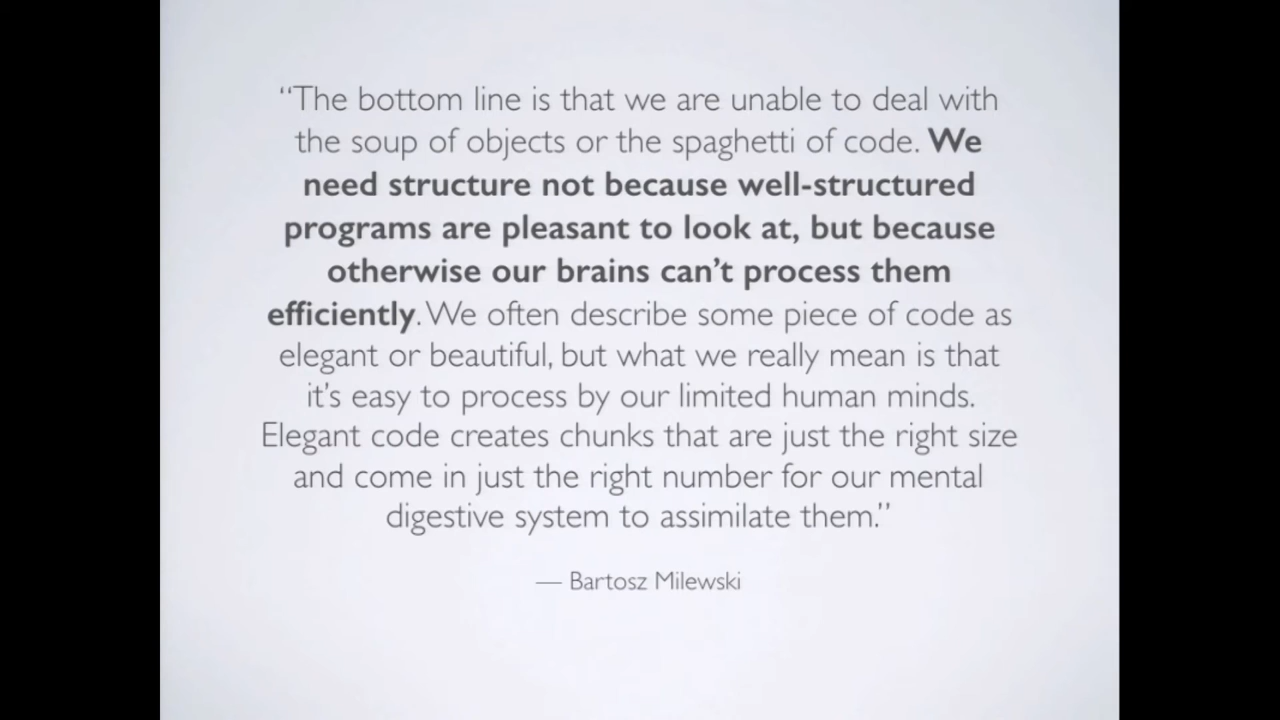 “The bottom line is that we are unable to deal with
the soup of objects or the spaghetti of code. We
need structure not because well-structured
programs are pleasant to look at, but because
otherwise our brains can’t process them
efficiently. We often describe some piece of code as
elegant or beautiful, but what we really mean is that
it’s easy to process by our limited human minds.
Elegant code creates chunks that are just the right size
and come in just the right number for our mental
digestive system to assimilate them.”
— Bartosz Milewski